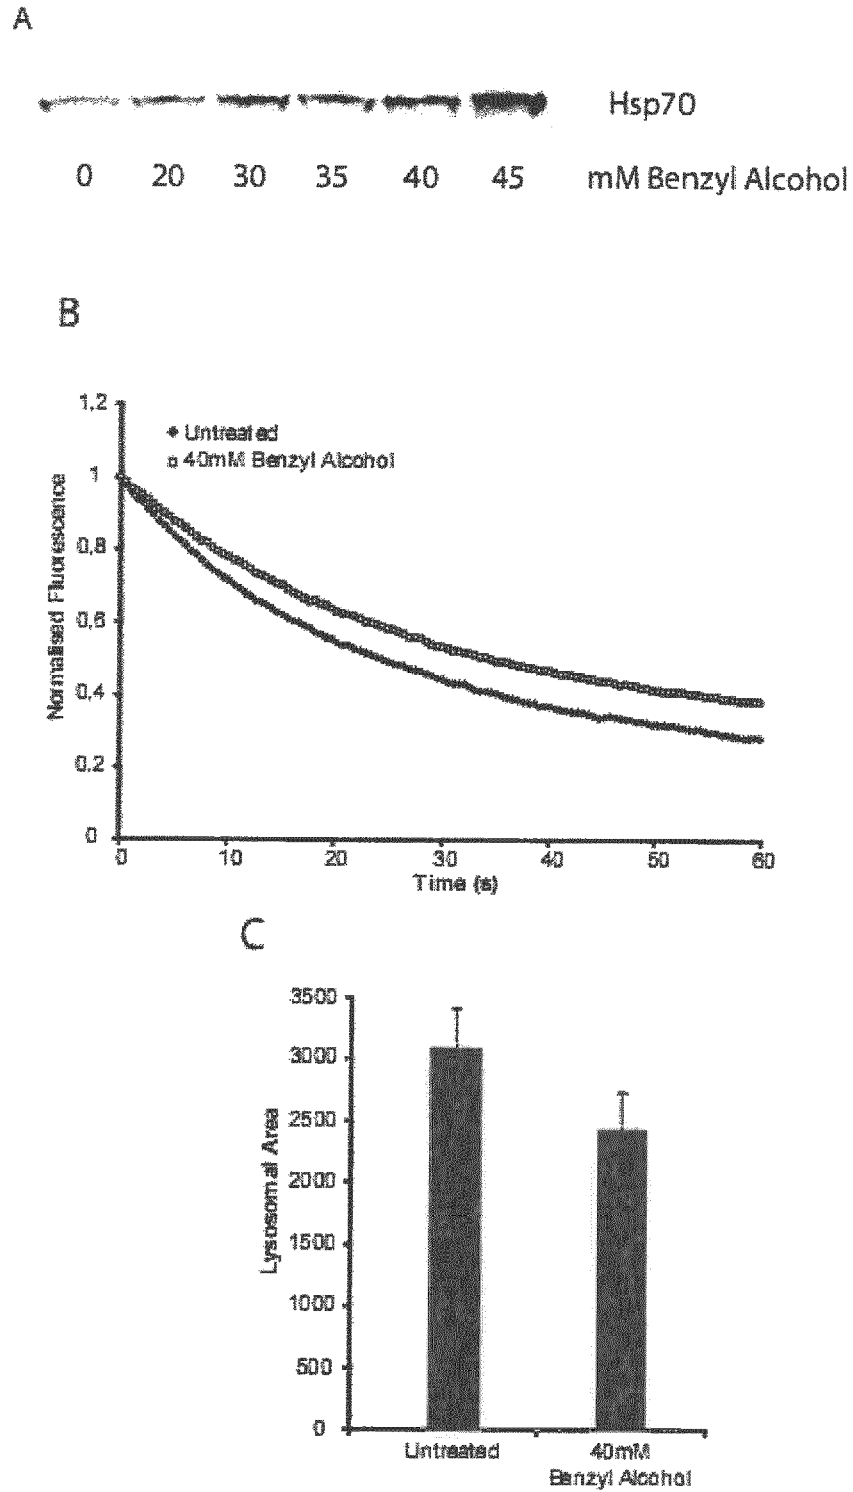 A
Hsp70
0 20 30 35 40 45 mM Benzyl Alcohol
B
1,2
1
0,8
0,6
0,4
0.2
0
Normalised Fluorescence
Untreated
40mM Benzyl Alcohol
0 10 20 30 40 50 60
Time (s)
C
3500
3000
2500
2000
1500
1000
500
0
Lysosomal Area
Untreated
40mM
Benzyl Alcohol